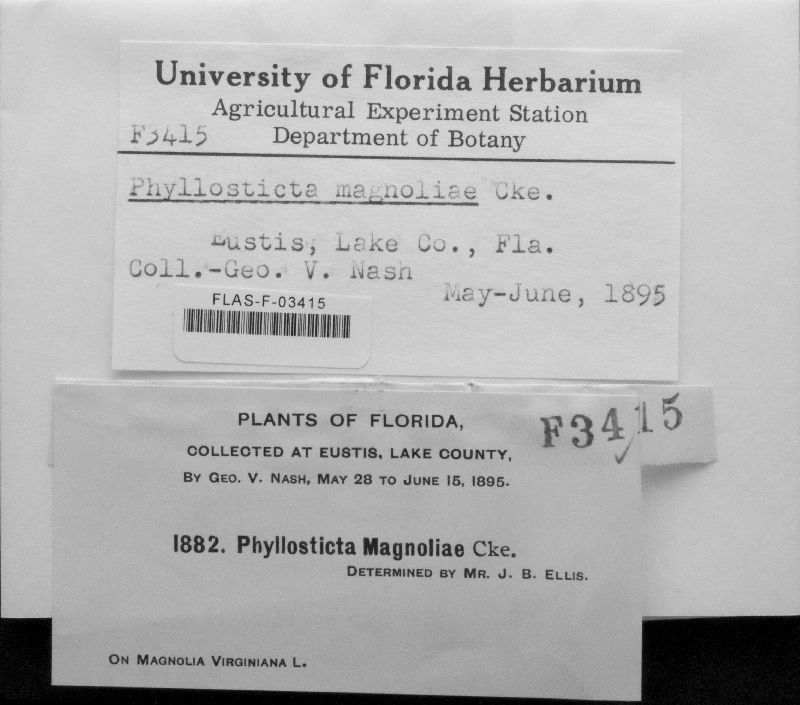 University of Florida Herbarium
Agricultural Experiment Station
F3415 Department of Botany
Phyllosticta magnoliae Cke.
Eustis, Lake Co., Fla.
Coll.-Geo. V. Nash
May-June, 1895
FLAS-F-03415
PLANTS OF FLORIDA,
F3415
COLLECTED AT EUSTIS, LAKE COUNTY,
BY GEO. V. NASH, MAY 28 TO JUNE 15, 1895.
1882. Phyllosticta Magnoliae Cke.
DETERMINED BY MR. J. B. ELLIS.
ON MAGNOLIA VIRGINIANA L.